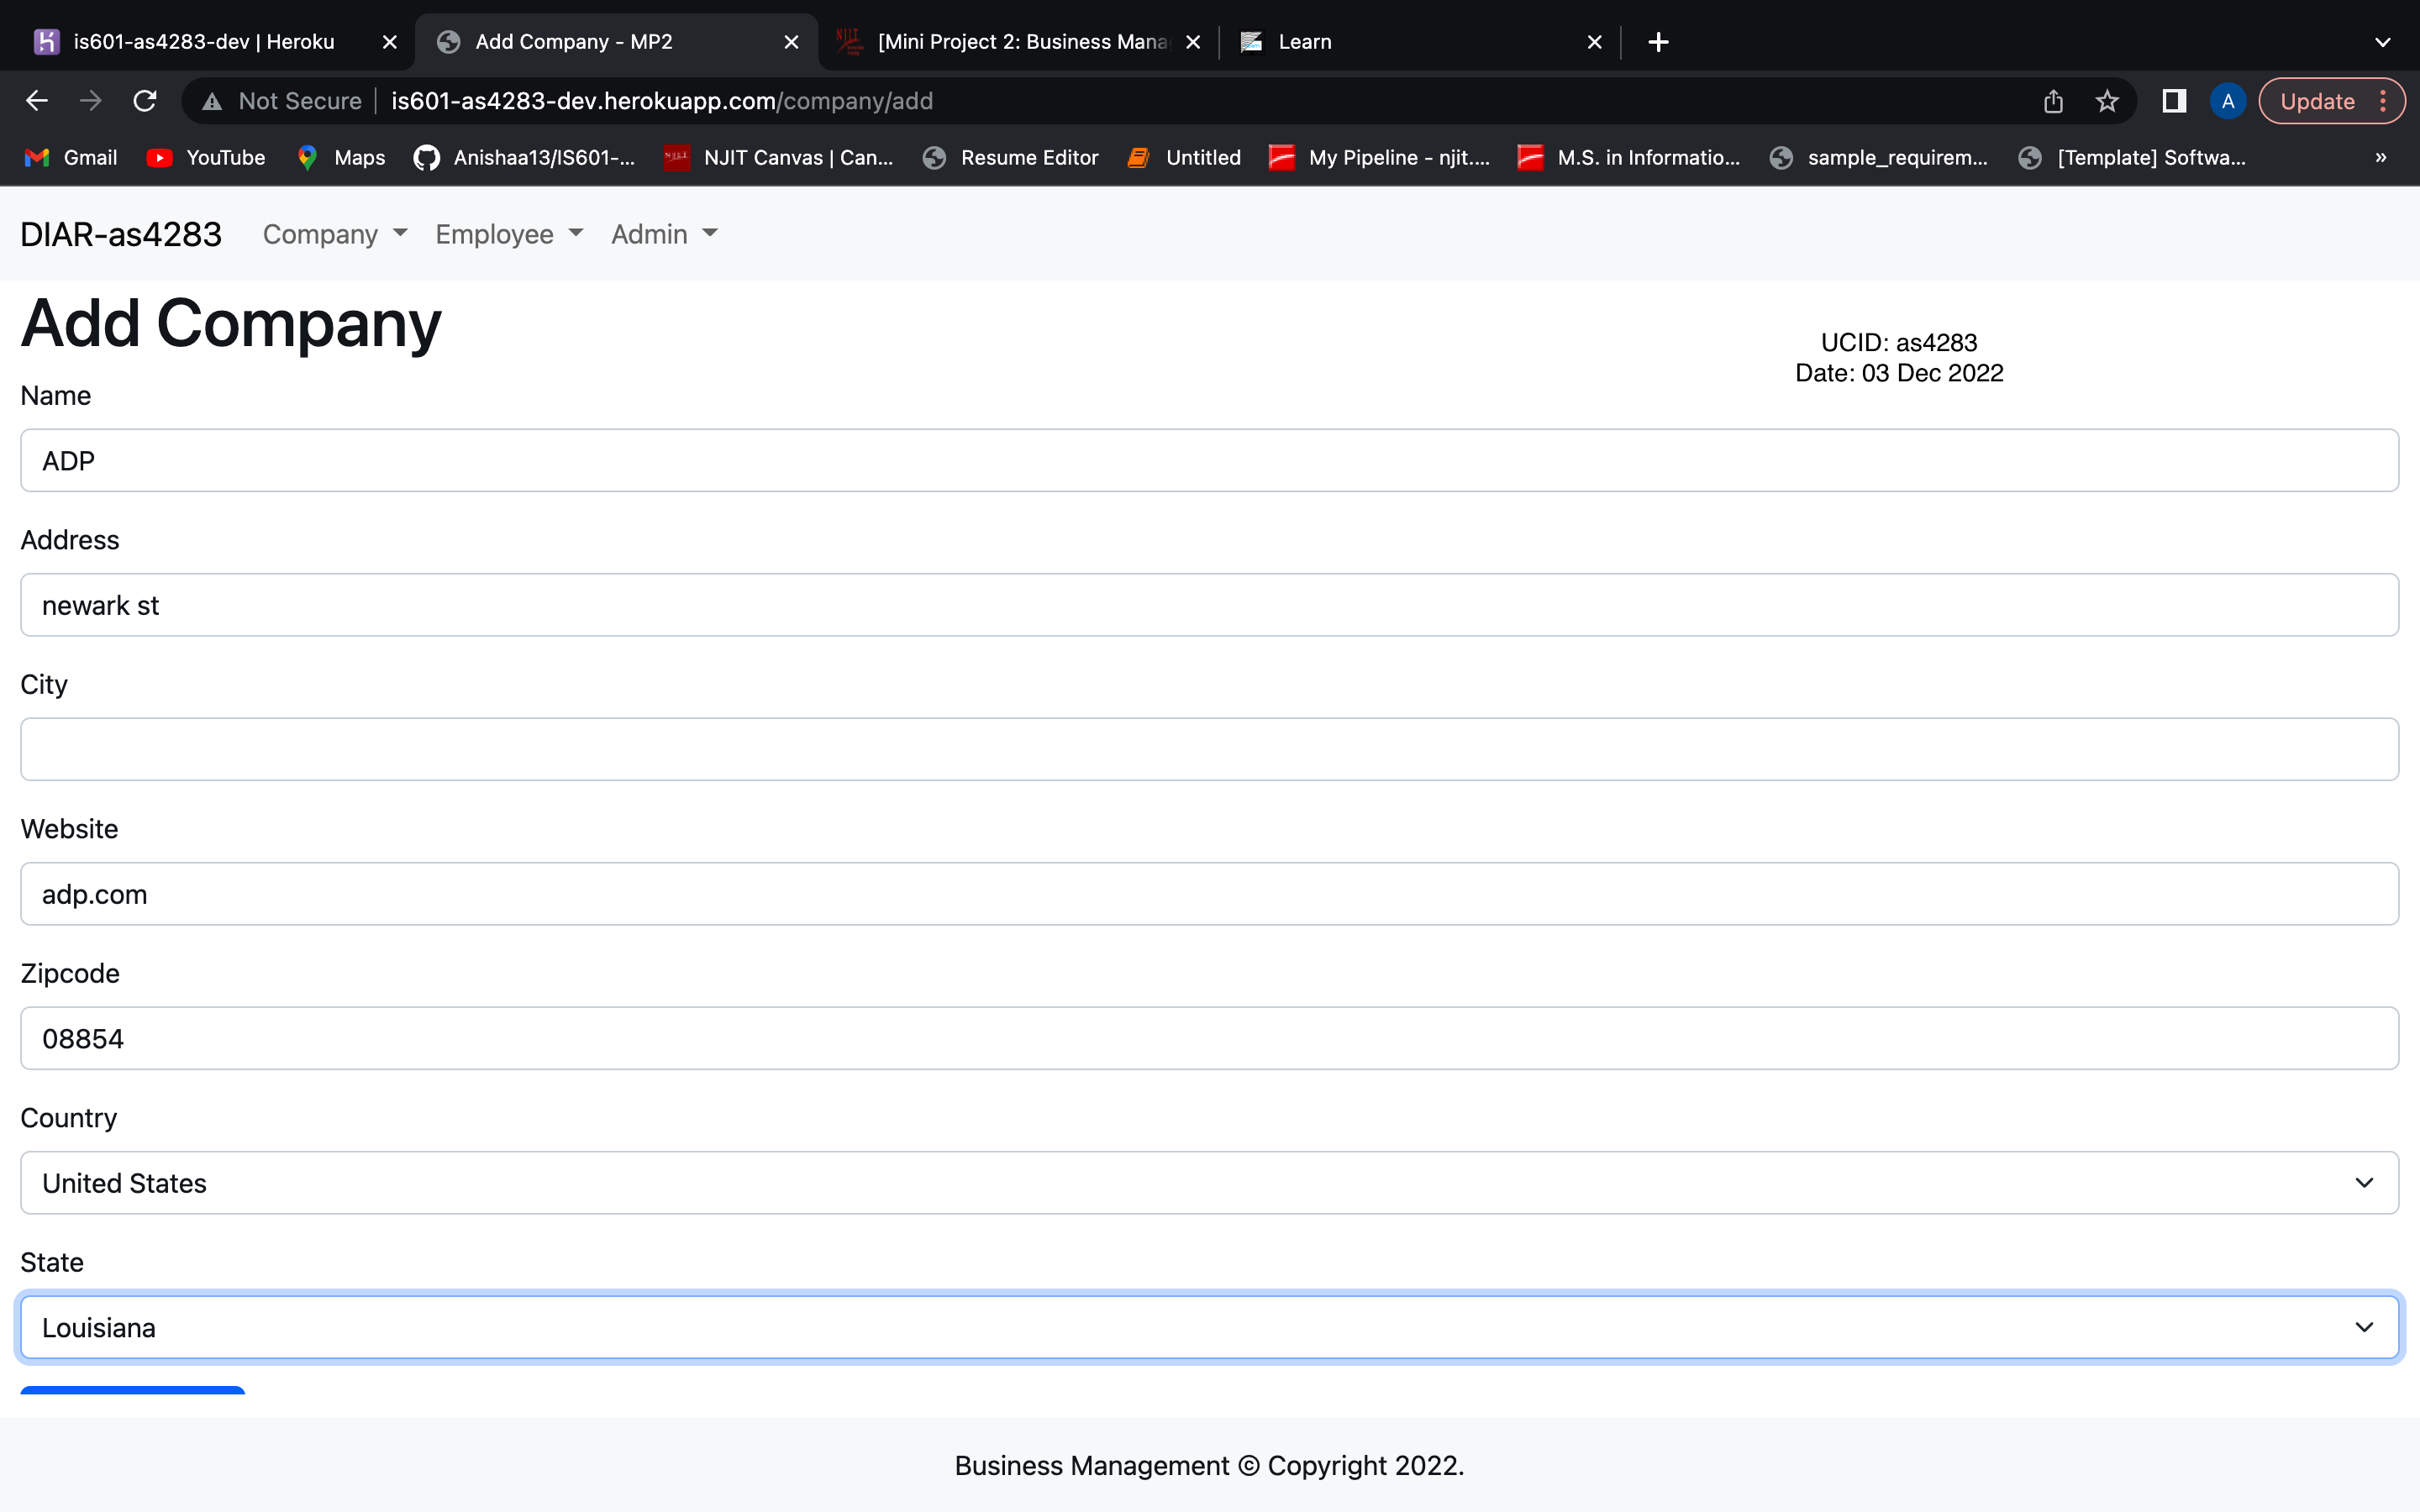 is601-as4283-dev | Heroku
Add Company - MP2
[Mini Project 2: Business Mana
Learn
Not Secure
is601-as4283-dev.herokuapp.com/company/add
A
Update
Gmail
YouTube
Maps
Anishaa13/IS601-...
NJIT Canvas | Can...
Resume Editor
Untitled
My Pipeline - njit....
M.S. in Informatio...
sample_requirem...
[Template] Softwa...
»
DIAR-as4283
Company
Employee
Admin
Add Company
UCID: as4283
Date: 03 Dec 2022
Name
ADP
Address
newark st
City
Website
adp.com
Zipcode
08854
Country
United States
State
Louisiana
Business Management © Copyright 2022.